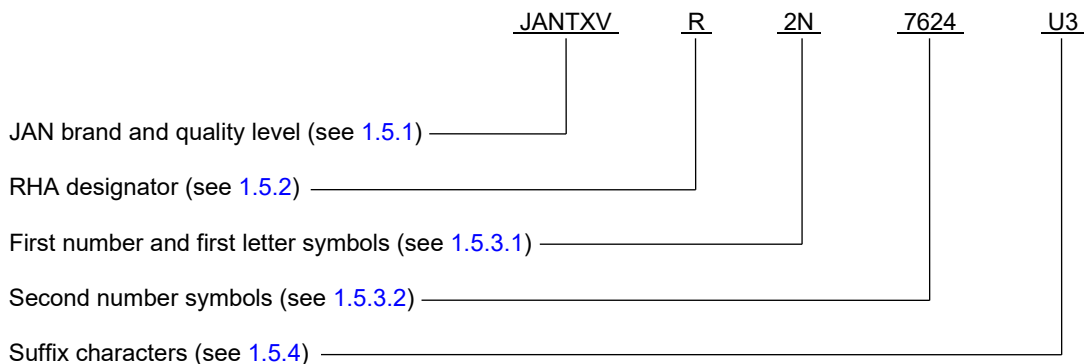 JANTXV R 2N 7624 U3
JAN brand and quality level (see 1.5.1)
RHA designator (see 1.5.2)
First number and first letter symbols (see 1.5.3.1)
Second number symbols (see 1.5.3.2)
Suffix characters (see 1.5.4)